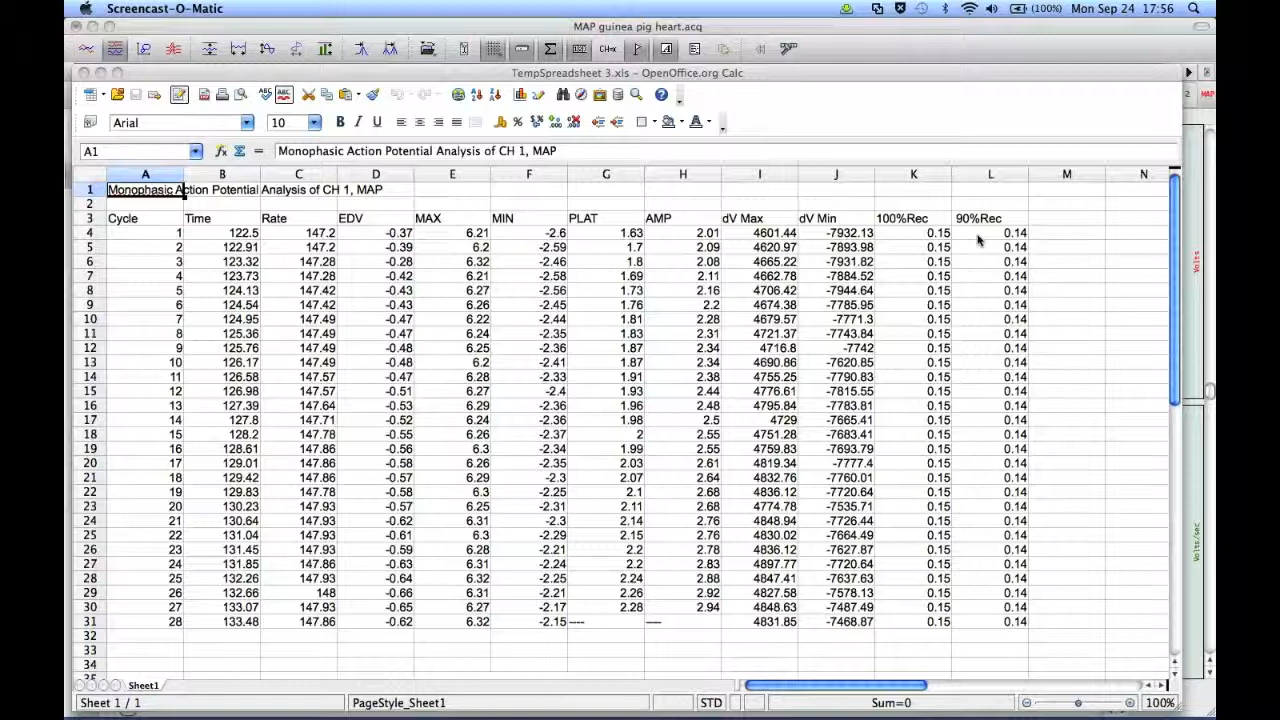 Screencast-O-Matic (100%) Mon Sep 24 17:56
MAP guinea pig heart.acq
TempSpreadsheet 3.xls - OpenOffice.org Calc
2 MAP
Arial 10 B I U
A1 Monophasic Action Potential Analysis of CH 1, MAP
A B C D E F G H I J K L M N
1 Monophasic Action Potential Analysis of CH 1, MAP
2
3 Cycle Time Rate EDV MAX MIN PLAT AMP dV Max dV Min 100%Rec 90%Rec
4 1 122.5 147.2 -0.37 6.21 -2.6 1.63 2.01 4601.44 -7932.13 0.15 0.14
5 2 122.91 147.2 -0.39 6.2 -2.59 1.7 2.09 4620.97 -7893.98 0.15 0.14
6 3 123.32 147.28 -0.28 6.32 -2.46 1.8 2.08 4665.22 -7931.82 0.15 0.14
7 4 123.73 147.28 -0.42 6.21 -2.58 1.69 2.11 4662.78 -7884.52 0.15 0.14
8 5 124.13 147.42 -0.43 6.27 -2.56 1.73 2.16 4706.42 -7944.64 0.15 0.14
9 6 124.54 147.42 -0.43 6.26 -2.45 1.76 2.2 4674.38 -7785.95 0.15 0.14
10 7 124.95 147.49 -0.47 6.22 -2.44 1.81 2.28 4679.57 -7771.3 0.15 0.14
11 8 125.36 147.49 -0.47 6.24 -2.35 1.83 2.31 4721.37 -7743.84 0.15 0.14
12 9 125.76 147.49 -0.48 6.25 -2.36 1.87 2.34 4716.8 -7742 0.15 0.14
13 10 126.17 147.49 -0.48 6.2 -2.41 1.87 2.34 4690.86 -7620.85 0.15 0.14
14 11 126.58 147.57 -0.47 6.28 -2.33 1.91 2.38 4755.25 -7790.83 0.15 0.14
15 12 126.98 147.57 -0.51 6.27 -2.4 1.93 2.44 4776.61 -7815.55 0.15 0.14
16 13 127.39 147.64 -0.53 6.29 -2.36 1.96 2.48 4795.84 -7783.81 0.15 0.14
17 14 127.8 147.71 -0.52 6.24 -2.36 1.98 2.5 4729 -7665.41 0.15 0.14
18 15 128.2 147.78 -0.55 6.26 -2.37 2 2.55 4751.28 -7683.41 0.15 0.14
19 16 128.61 147.86 -0.56 6.3 -2.34 1.99 2.55 4759.83 -7693.79 0.15 0.14
20 17 129.01 147.86 -0.58 6.26 -2.35 2.03 2.61 4819.34 -7777.4 0.15 0.14
21 18 129.42 147.86 -0.57 6.29 -2.3 2.07 2.64 4832.76 -7760.01 0.15 0.14
22 19 129.83 147.78 -0.58 6.3 -2.25 2.1 2.68 4836.12 -7720.64 0.15 0.14
23 20 130.23 147.93 -0.57 6.25 -2.31 2.11 2.68 4774.78 -7535.71 0.15 0.14
24 21 130.64 147.93 -0.62 6.31 -2.3 2.14 2.76 4848.94 -7726.44 0.15 0.14
25 22 131.04 147.93 -0.61 6.3 -2.29 2.15 2.76 4830.02 -7664.49 0.15 0.14
26 23 131.45 147.93 -0.59 6.28 -2.21 2.2 2.78 4836.12 -7627.87 0.15 0.14
27 24 131.85 147.86 -0.63 6.31 -2.24 2.2 2.83 4897.77 -7720.64 0.15 0.14
28 25 132.26 147.93 -0.64 6.32 -2.25 2.24 2.88 4847.41 -7637.63 0.15 0.14
29 26 132.66 148 -0.66 6.31 -2.21 2.26 2.92 4827.58 -7578.13 0.15 0.14
30 27 133.07 147.93 -0.65 6.27 -2.17 2.28 2.94 4848.63 -7487.49 0.15 0.14
31 28 133.48 147.86 -0.62 6.32 -2.15 ---- ---- 4831.85 -7468.87 0.15 0.14
32
33
34
Volts
Volts/sec
Sheet1
Sheet 1 / 1 PageStyle_Sheet1 STD Sum=0 100%